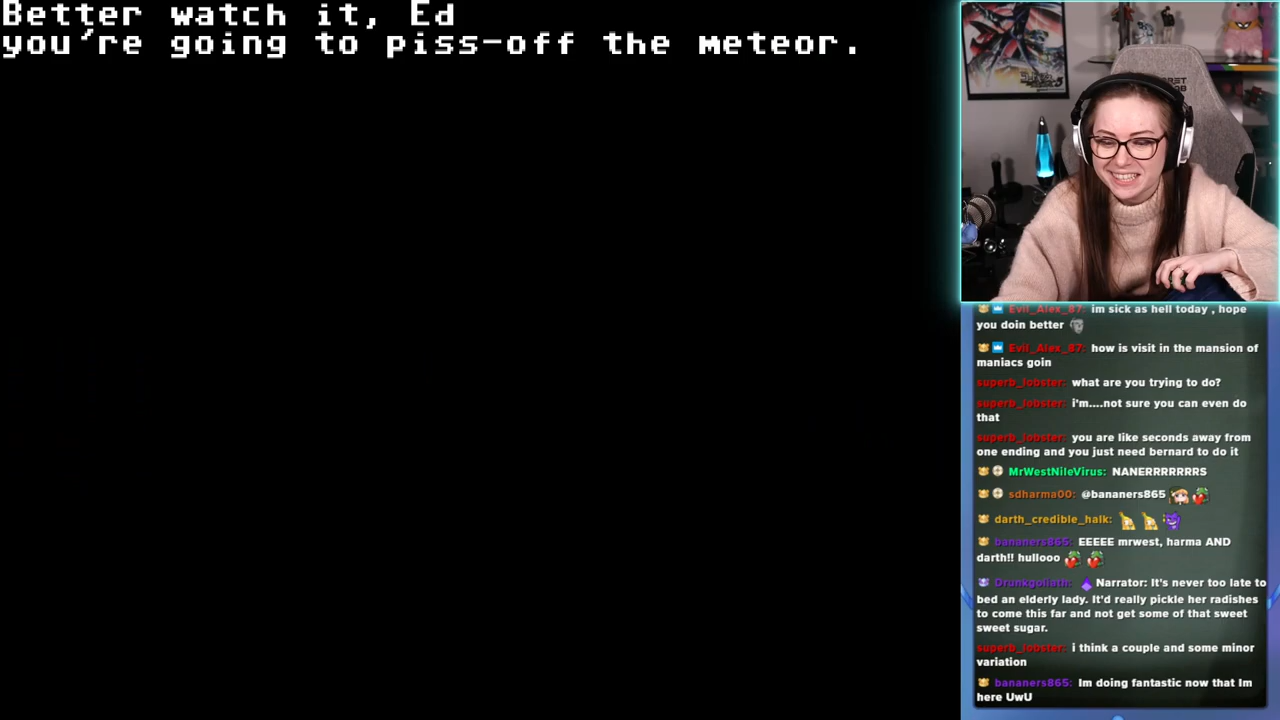 Better watch it, Ed
you're going to piss-off the meteor.
Evil_Alex_87: im sick as hell today , hope
you doin better
Evil_Alex_87: how is visit in the mansion of
maniacs goin
superb_lobster: what are you trying to do?
superb_lobster: i'm....not sure you can even do
that
superb_lobster: you are like seconds away from
one ending and you just need bernard to do it
MrWestNileVirus: NANERRRRRRS
sdharma00: @bananers865
darth_credible_halk:
bananers865: EEEEE mrwest, harma AND
darth!! hullooo
Drunkgoliath: Narrator: It's never too late to
bed an elderly lady. It'd really pickle her radishes
to come this far and not get some of that sweet
sweet sugar.
superb_lobster: i think a couple and some minor
variation
bananers865: Im doing fantastic now that Im
here UwU